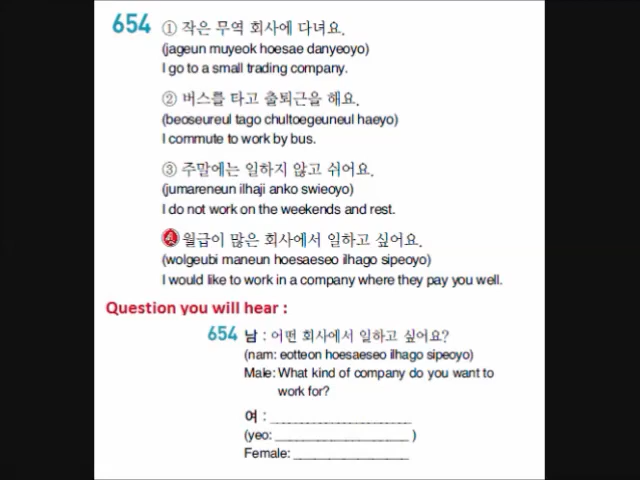 654 ① 작은 무역 회사에 다녀요.
(jageun muyeok hoesae danyeoyo)
I go to a small trading company.
② 버스를 타고 출퇴근을 해요.
(beoseureul tago chultoegeuneul haeyo)
I commute to work by bus.
③ 주말에는 일하지 않고 쉬어요.
(jumareneun ilhaji anko swieoyo)
I do not work on the weekends and rest.
월급이 많은 회사에서 일하고 싶어요.
(wolgeubi maneun hoesaeseo ilhago sipeoyo)
I would like to work in a company where they pay you well.
Question you will hear :
654 남 : 어떤 회사에서 일하고 싶어요?
(nam: eotteon hoesaeseo ilhago sipeoyo)
Male: What kind of company do you want to
work for?
여 : ____________________
(yeo: ____________________ )
Female: ________________